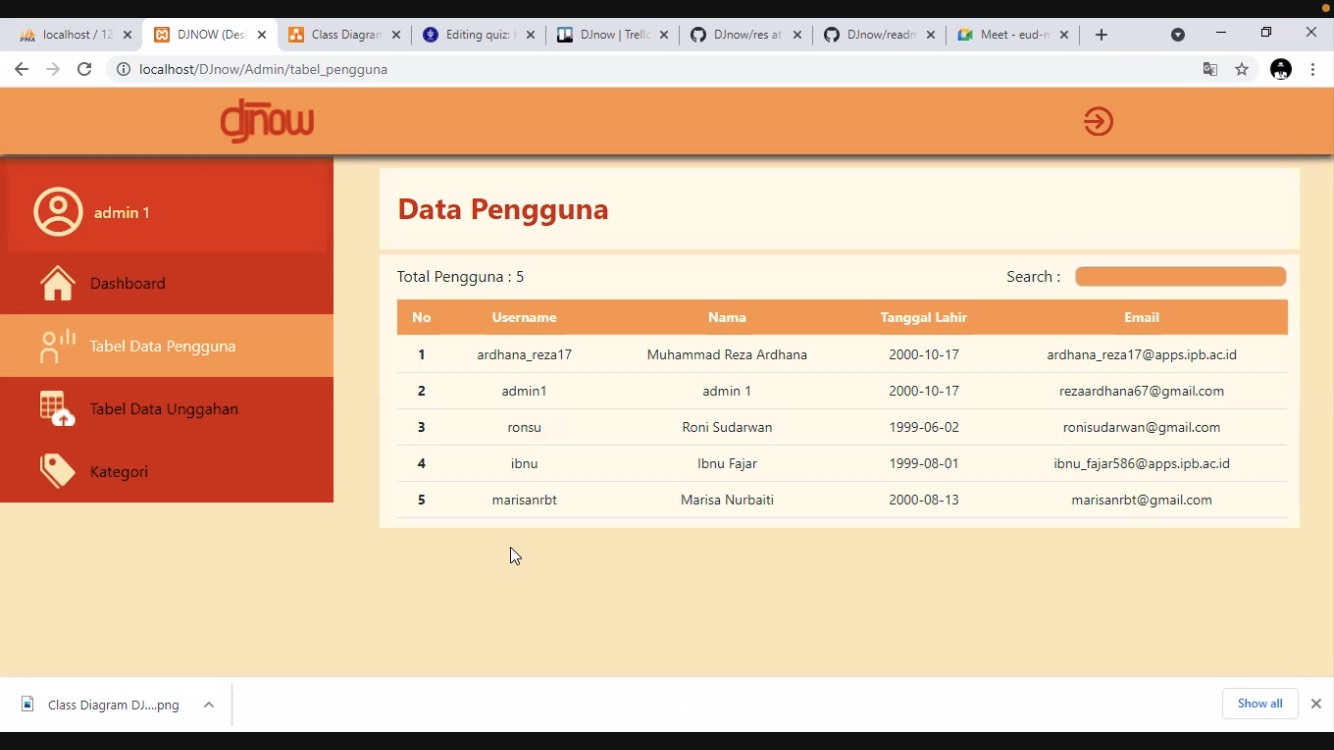 localhost / 12
DJNOW (Des
Class Diagram
Editing quiz:
DJnow | Trell
DJnow/res at
DJnow/readm
Meet - eud-m
localhost/DJnow/Admin/tabel_pengguna
djnow
admin 1
Dashboard
Tabel Data Pengguna
Tabel Data Unggahan
Kategori
Data Pengguna
Total Pengguna : 5
Search :
No Username Nama Tanggal Lahir Email
1 ardhana_reza17 Muhammad Reza Ardhana 2000-10-17 ardhana_reza17@apps.ipb.ac.id
2 admin1 admin 1 2000-10-17 rezaardhana67@gmail.com
3 ronsu Roni Sudarwan 1999-06-02 ronisudarwan@gmail.com
4 ibnu Ibnu Fajar 1999-08-01 ibnu_fajar586@apps.ipb.ac.id
5 marisanrbt Marisa Nurbaiti 2000-08-13 marisanrbt@gmail.com
Class Diagram DJ....png
Show all